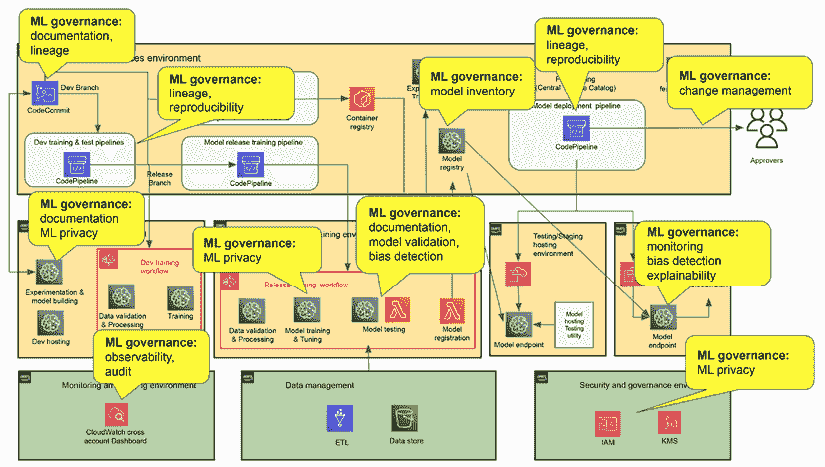 ML governance:
documentation,
lineage
es environment
ML governance:
lineage,
reproducibility
ML governance:
model inventory
ML governance:
lineage,
reproducibility
ML governance:
change management
(Central
Catalog)
Model deployment pipeline
Dev Branch
CodeCommit
Container
registry
Model
registry
CodePipeline
Approvers
Dev training & test pipelines
CodePipeline
Release
Branch
Model release training pipeline
CodePipeline
ML governance:
documentation
ML privacy
ML governance:
ML privacy
ML governance:
documentation,
model validation,
bias detection
ML governance:
monitoring
bias detection
explainability
Dev training
workflow
Experimentation &
model building
Dev hosting
Data validation
& Processing
Training
Release training workflow
Data validation
& Processing
Model training
& Tuning
Model testing
Model
registration
Testing/Staging
hosting
environment
Model endpoint
Model
hosting
Testing
utility
Model
endpoint
ML governance:
observability,
audit
ML governance:
ML privacy
Monitoring an
ing environment
CloudWatch cross
account Dashboard
Data management
ETL
Data store
Security and governance env
IAM
KMS